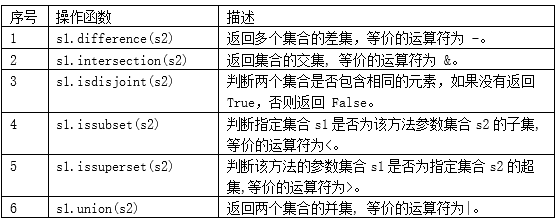 序号 操作函数 描述
1 s1.difference(s2) 返回多个集合的差集，等价的运算符为 -。
2 s1.intersection(s2) 返回集合的交集, 等价的运算符为 &。
3 s1.isdisjoint(s2) 判断两个集合是否包含相同的元素，如果没有返回
True，否则返回 False。
4 s1.issubset(s2) 判断指定集合 s1 是否为该方法参数集合 s2 的子集,
等价的运算符为<。
5 s1.issuperset(s2) 判断该方法的参数集合 s1 是否为指定集合 s2 的超
集,等价的运算符为>。
6 s1.union(s2) 返回两个集合的并集, 等价的运算符为|。